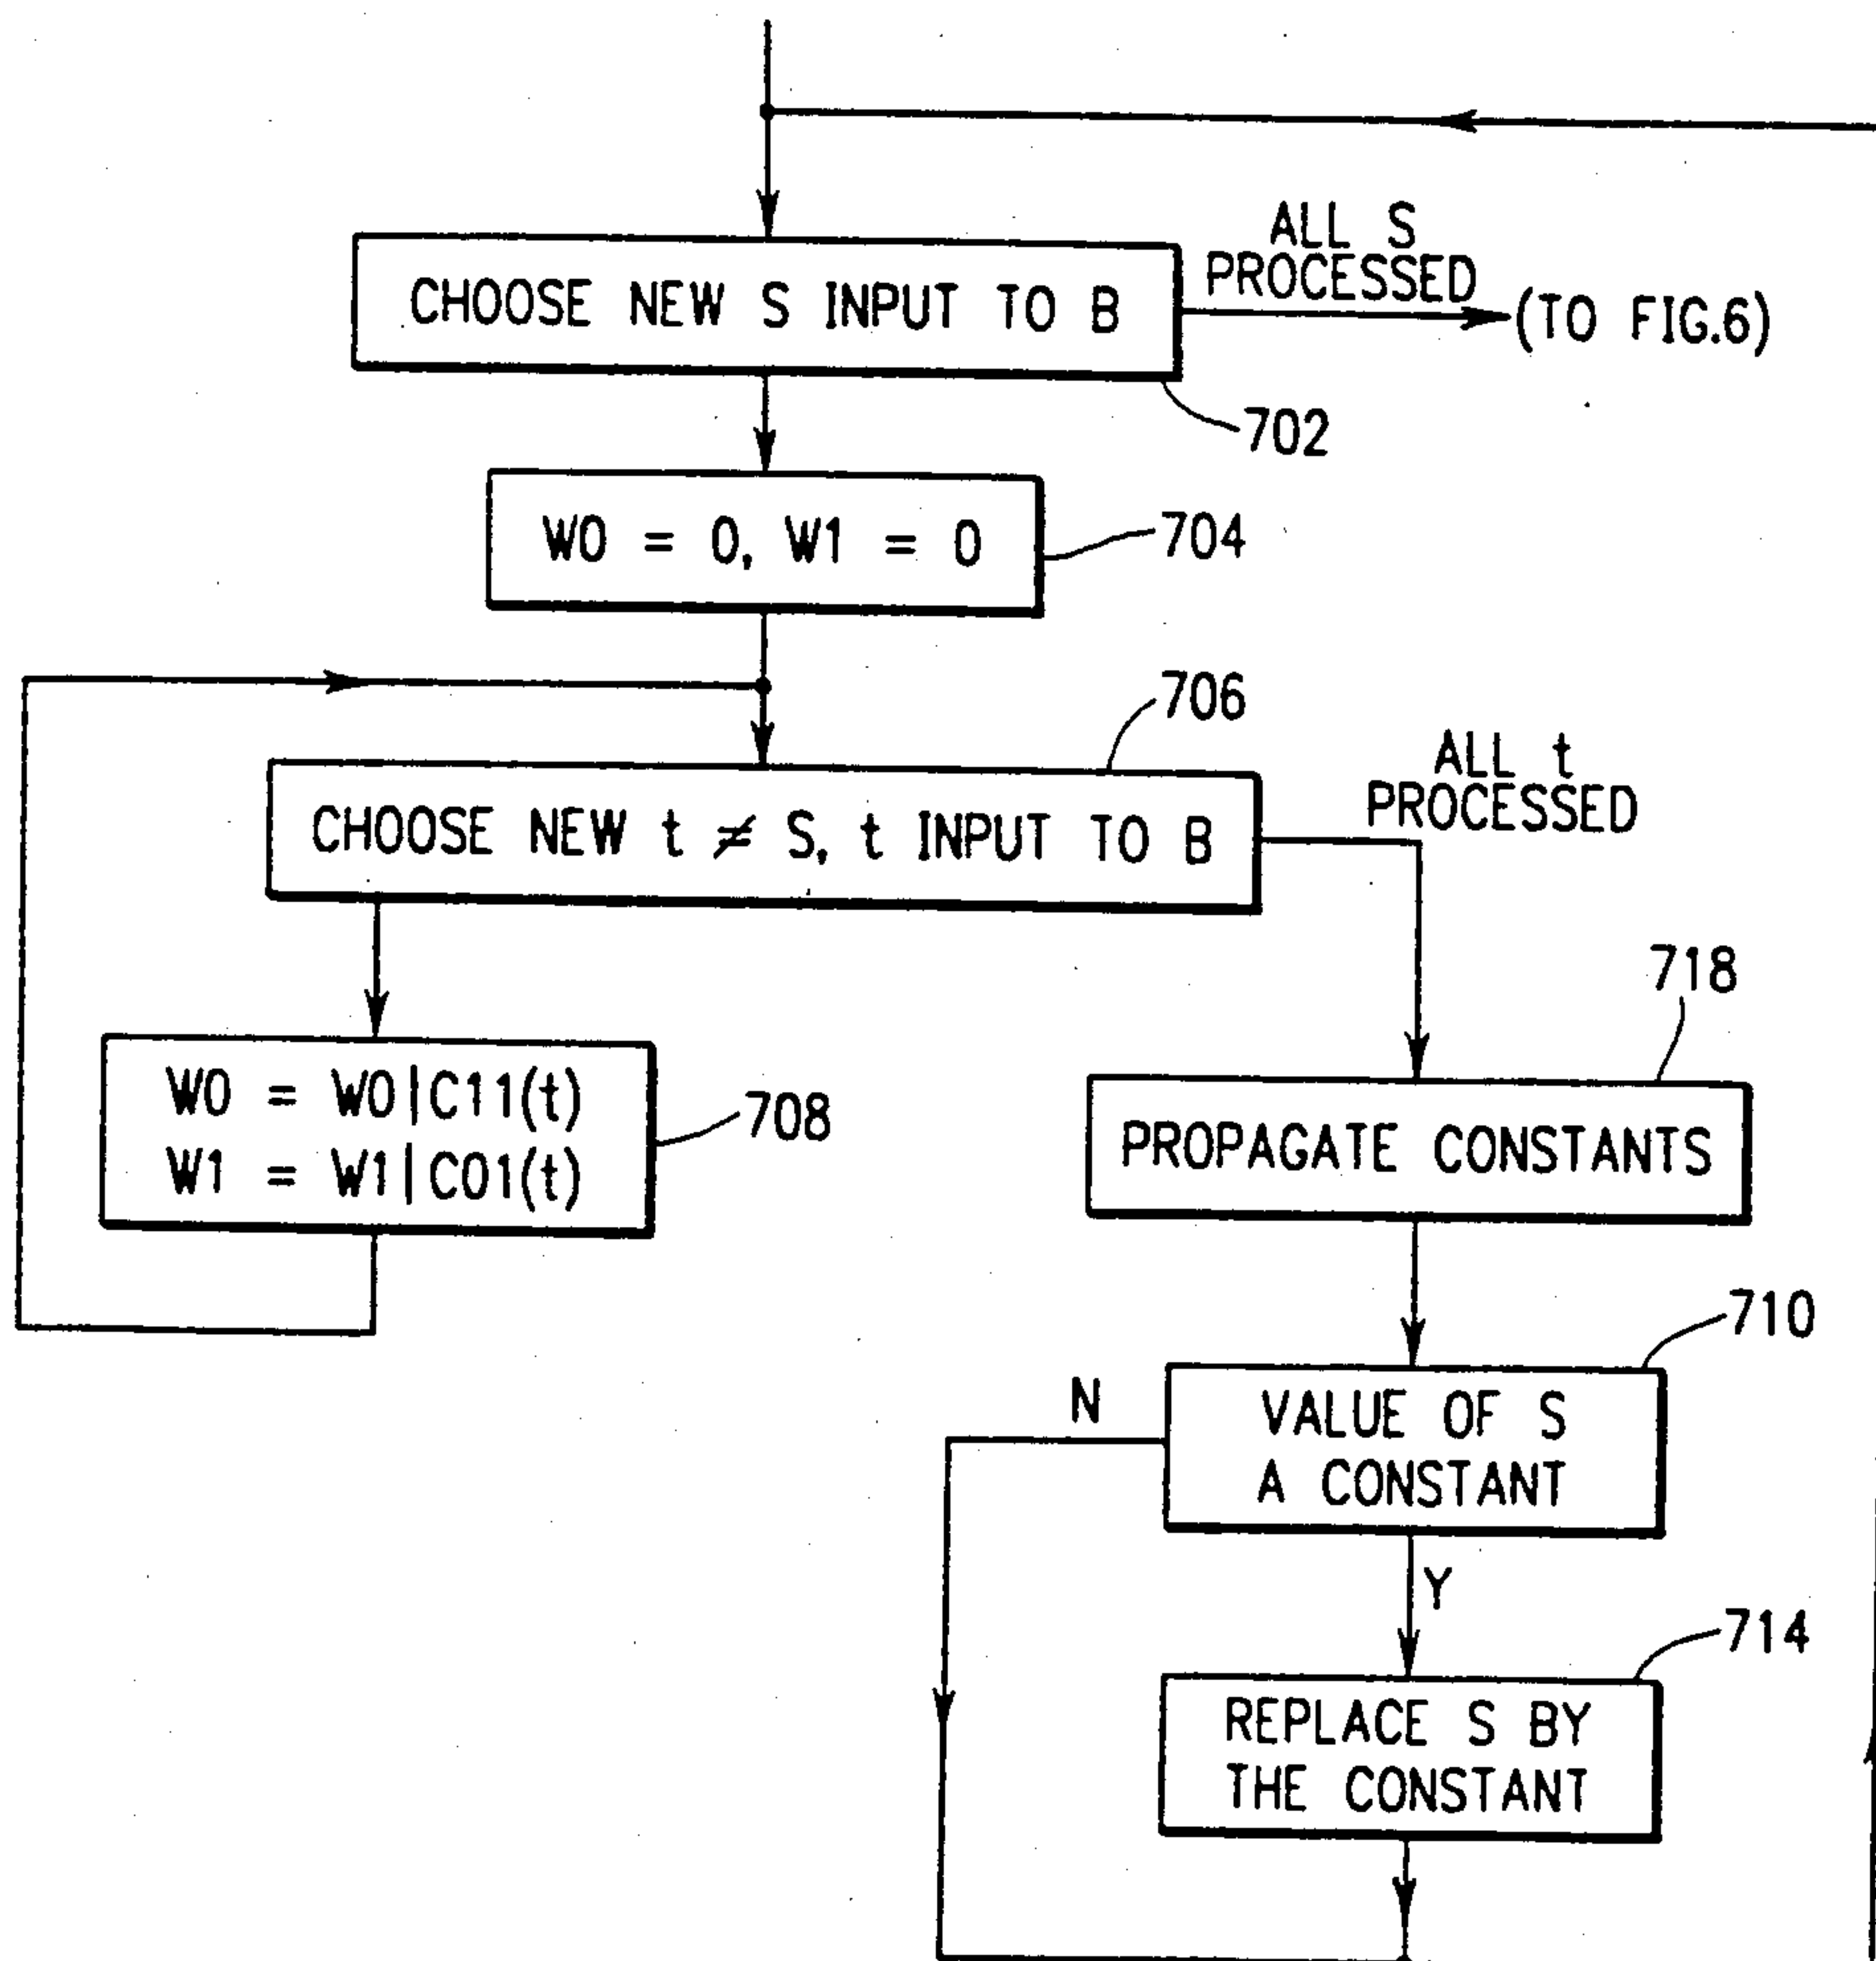 ALL S
PROCESSED
CHOOSE NEW S INPUT TO B
(TO FIG.6)
702
W0 = 0, W1 = 0
704
706
ALL t
PROCESSED
CHOOSE NEW t ≠ S, t INPUT TO B
718
W0 = W0|C11(t)
W1 = W1|C01(t)
708
PROPAGATE CONSTANTS
710
N
VALUE OF S
A CONSTANT
Y
714
REPLACE S BY
THE CONSTANT